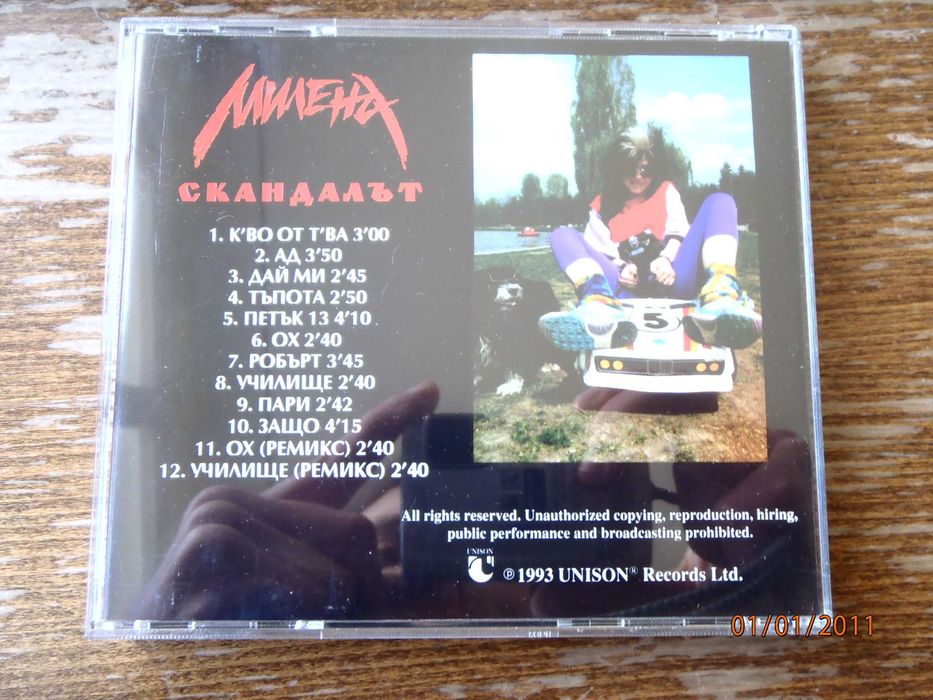 МИЛЕНА
СКАНДАЛЪТ
1. К'ВО ОТ Т'ВА 3'00
2. АД 3'50
3. ДАЙ МИ 2'45
4. ТЪПОТА 2'50
5. ПЕТЪК 13 4'10
6. ОХ 2'40
7. РОБЪРТ 3'45
8. УЧИЛИЩЕ 2'40
9. ПАРИ 2'42
10. ЗАЩО 4'15
11. ОХ (РЕМИКС) 2'40
12. УЧИЛИЩЕ (РЕМИКС) 2'40
5
All rights reserved. Unauthorized copying, reproduction, hiring,
public performance and broadcasting prohibited.
UNISON
℗ 1993 UNISON® Records Ltd.
01/01/2011